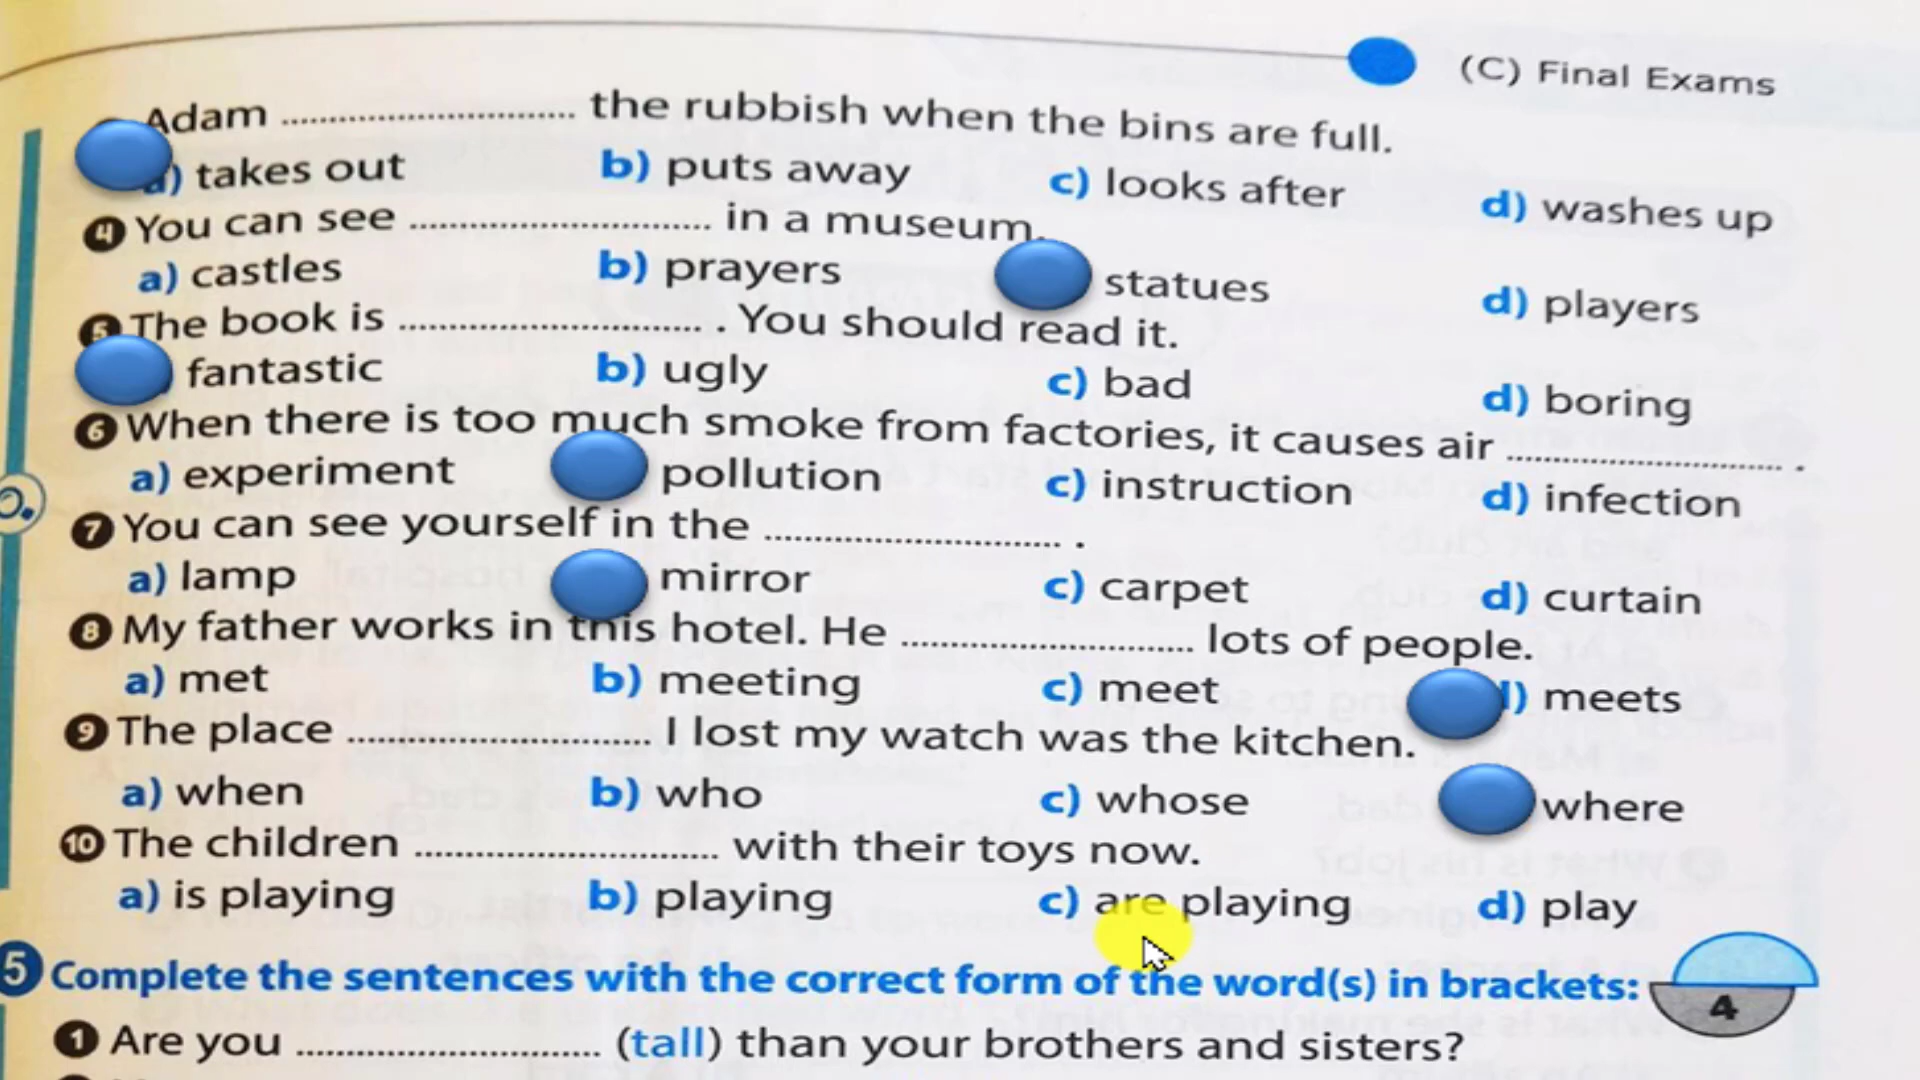 (C) Final Exams
Adam .............................. the rubbish when the bins are full.
a) takes out b) puts away c) looks after d) washes up
4 You can see .............................. in a museum.
a) castles b) prayers statues d) players
5 The book is .............................. . You should read it.
fantastic b) ugly c) bad d) boring
6 When there is too much smoke from factories, it causes air .............................. .
a) experiment pollution c) instruction d) infection
7 You can see yourself in the .............................. .
a) lamp mirror c) carpet d) curtain
8 My father works in this hotel. He .............................. lots of people.
a) met b) meeting c) meet d) meets
9 The place .............................. I lost my watch was the kitchen.
a) when b) who c) whose where
10 The children .............................. with their toys now.
a) is playing b) playing c) are playing d) play
5 Complete the sentences with the correct form of the word(s) in brackets:
4
1 Are you .............................. (tall) than your brothers and sisters?